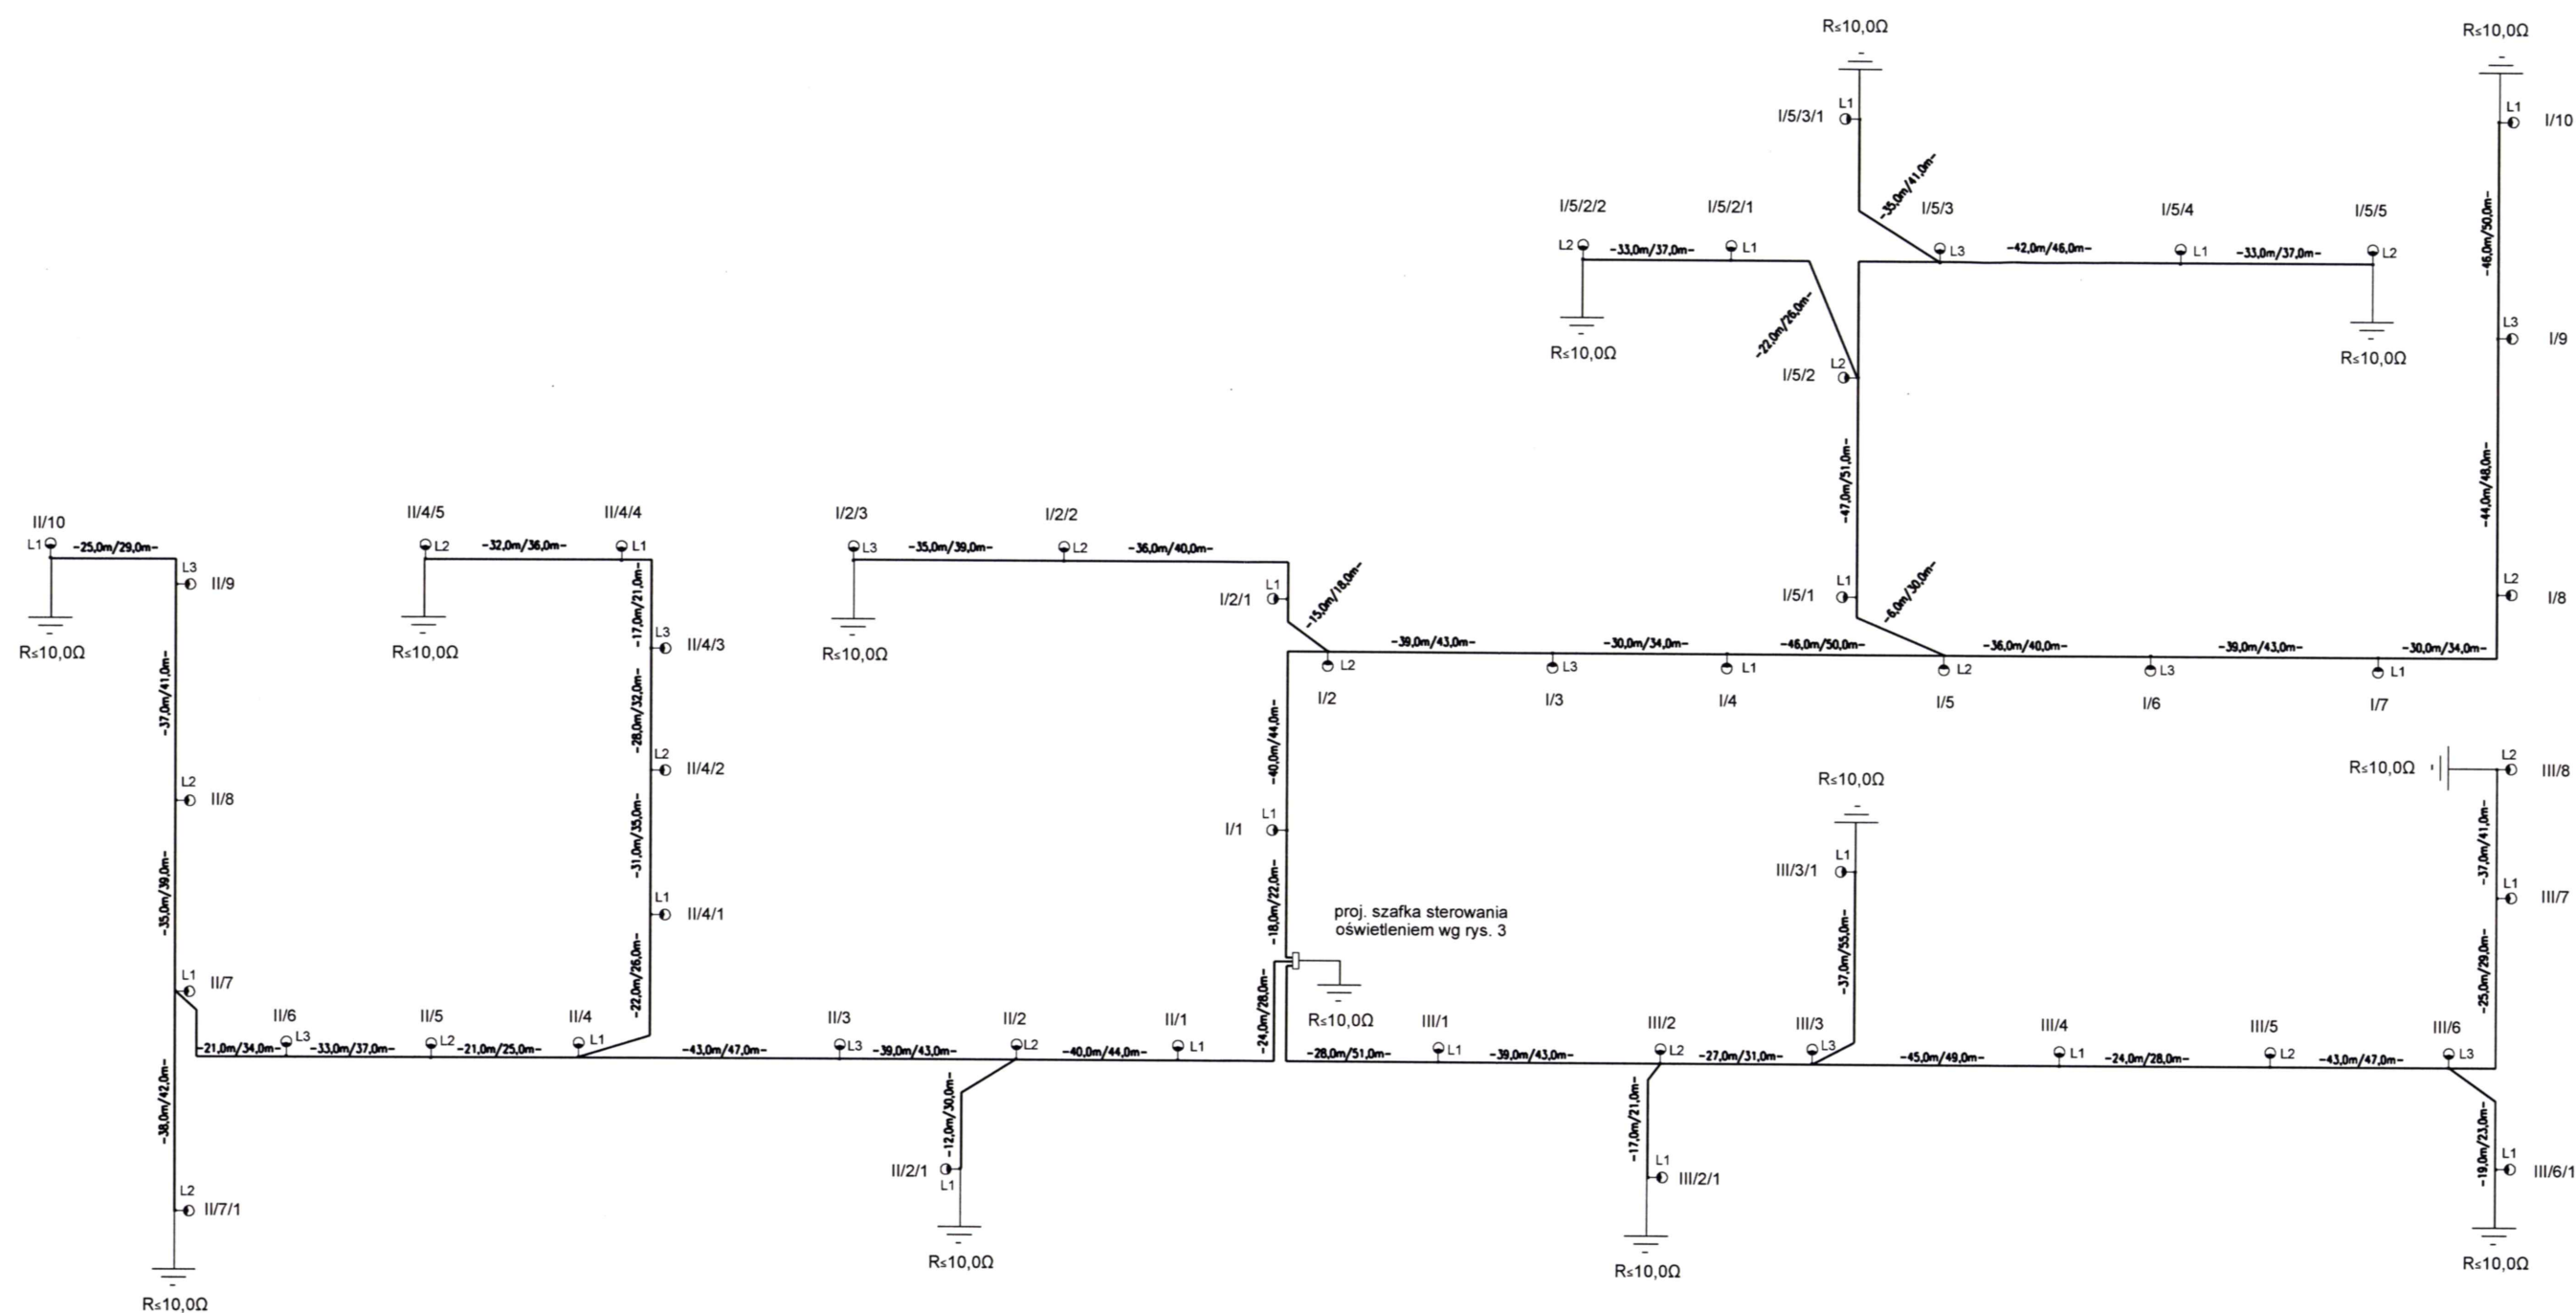 R≤10,0Ω
R≤10,0Ω
L1
I/5/3/1
L1
I/10
-35,0m/41,0m-
-46,0m/50,0m-
I/5/2/2
I/5/2/1
I/5/3
I/5/4
I/5/5
L2
-33,0m/37,0m-
L1
L3
-42,0m/46,0m-
L1
-33,0m/37,0m-
L2
-22,0m/26,0m-
R≤10,0Ω
R≤10,0Ω
L3
I/9
L2
I/5/2
-47,0m/51,0m-
-44,0m/48,0m-
II/10
L1
-25,0m/29,0m-
L3
II/9
R≤10,0Ω
II/4/5
L2
-32,0m/36,0m-
II/4/4
L1
R≤10,0Ω
-17,0m/21,0m-
L3
II/4/3
I/2/3
L3
-35,0m/39,0m-
I/2/2
L2
-36,0m/40,0m-
R≤10,0Ω
L1
I/2/1
-15,0m/18,0m-
L1
I/5/1
-6,0m/30,0m-
L2
I/8
-39,0m/43,0m-
-30,0m/34,0m-
-46,0m/50,0m-
-36,0m/40,0m-
-39,0m/43,0m-
-30,0m/34,0m-
L2
L3
L1
L2
L3
L1
I/2
I/3
I/4
I/5
I/6
I/7
-37,0m/41,0m-
-28,0m/32,0m-
-40,0m/44,0m-
L2
II/8
L2
II/4/2
R≤10,0Ω
R≤10,0Ω
L2
III/8
L1
I/1
-35,0m/39,0m-
-31,0m/35,0m-
-37,0m/41,0m-
L1
II/4/1
L1
III/3/1
L1
III/7
-18,0m/22,0m-
proj. szafka sterowania
oświetleniem wg rys. 3
-37,0m/55,0m-
-22,0m/26,0m-
-25,0m/29,0m-
L1
II/7
-24,0m/28,0m-
R≤10,0Ω
II/6
II/5
II/4
II/3
II/2
II/1
III/1
III/2
III/3
III/4
III/5
III/6
L3
L2
L1
L3
L2
L1
L1
L2
L3
L1
L2
L3
-21,0m/34,0m-
-33,0m/37,0m-
-21,0m/25,0m-
-43,0m/47,0m-
-39,0m/43,0m-
-40,0m/44,0m-
-28,0m/51,0m-
-39,0m/43,0m-
-27,0m/31,0m-
-45,0m/49,0m-
-24,0m/28,0m-
-43,0m/47,0m-
-38,0m/42,0m-
-12,0m/30,0m-
-17,0m/21,0m-
-19,0m/23,0m-
II/2/1
L1
L1
III/2/1
L1
III/6/1
L2
II/7/1
R≤10,0Ω
R≤10,0Ω
R≤10,0Ω
R≤10,0Ω